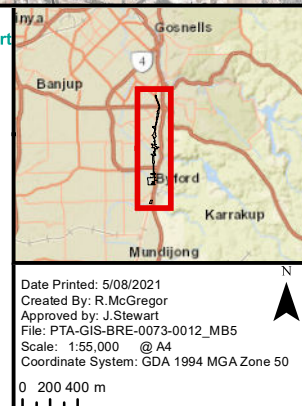 Gosnells
rt
4
Banjup
Byford
Karrakup
Mundijong
N
Date Printed: 5/08/2021
Created By: R.McGregor
Approved by: J.Stewart
File: PTA-GIS-BRE-0073-0012_MB5
Scale: 1:55,000 @ A4
Coordinate System: GDA 1994 MGA Zone 50
0 200 400 m